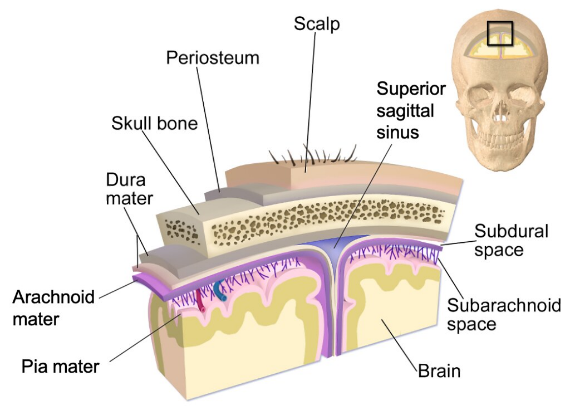 Scalp
Periosteum
Superior
sagittal
sinus
Skull bone
Dura
mater
Subdural
space
Arachnoid
mater
Subarachnoid
space
Pia mater
Brain